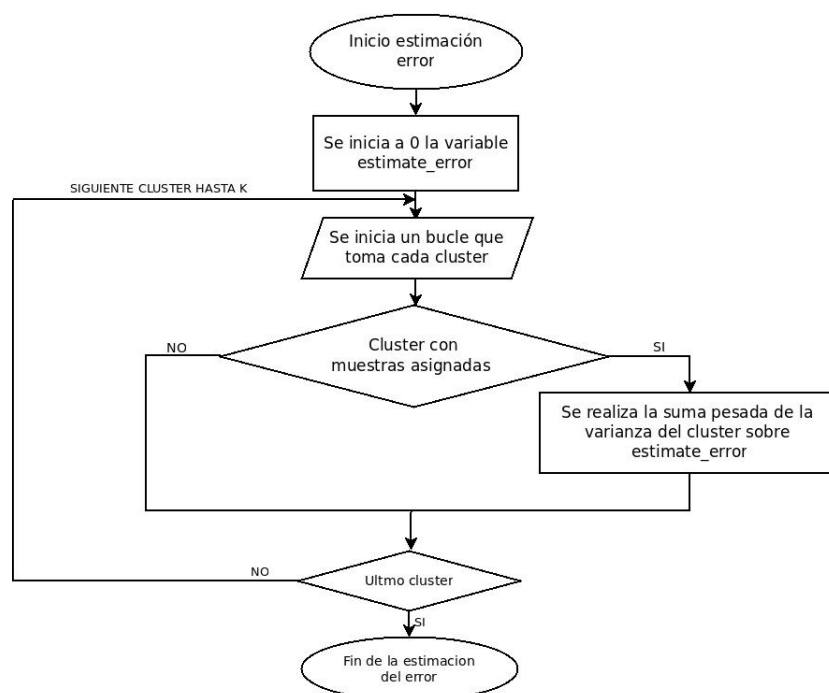 Inicio estimación
error
Se inicia a 0 la variable
estimate_error
SIGUIENTE CLUSTER HASTA K
Se inicia un bucle que
toma cada cluster
Cluster con
muestras asignadas
NO
SI
Se realiza la suma pesada de la
varianza del cluster sobre
estimate_error
Ultmo cluster
NO
SI
Fin de la estimacion
del error